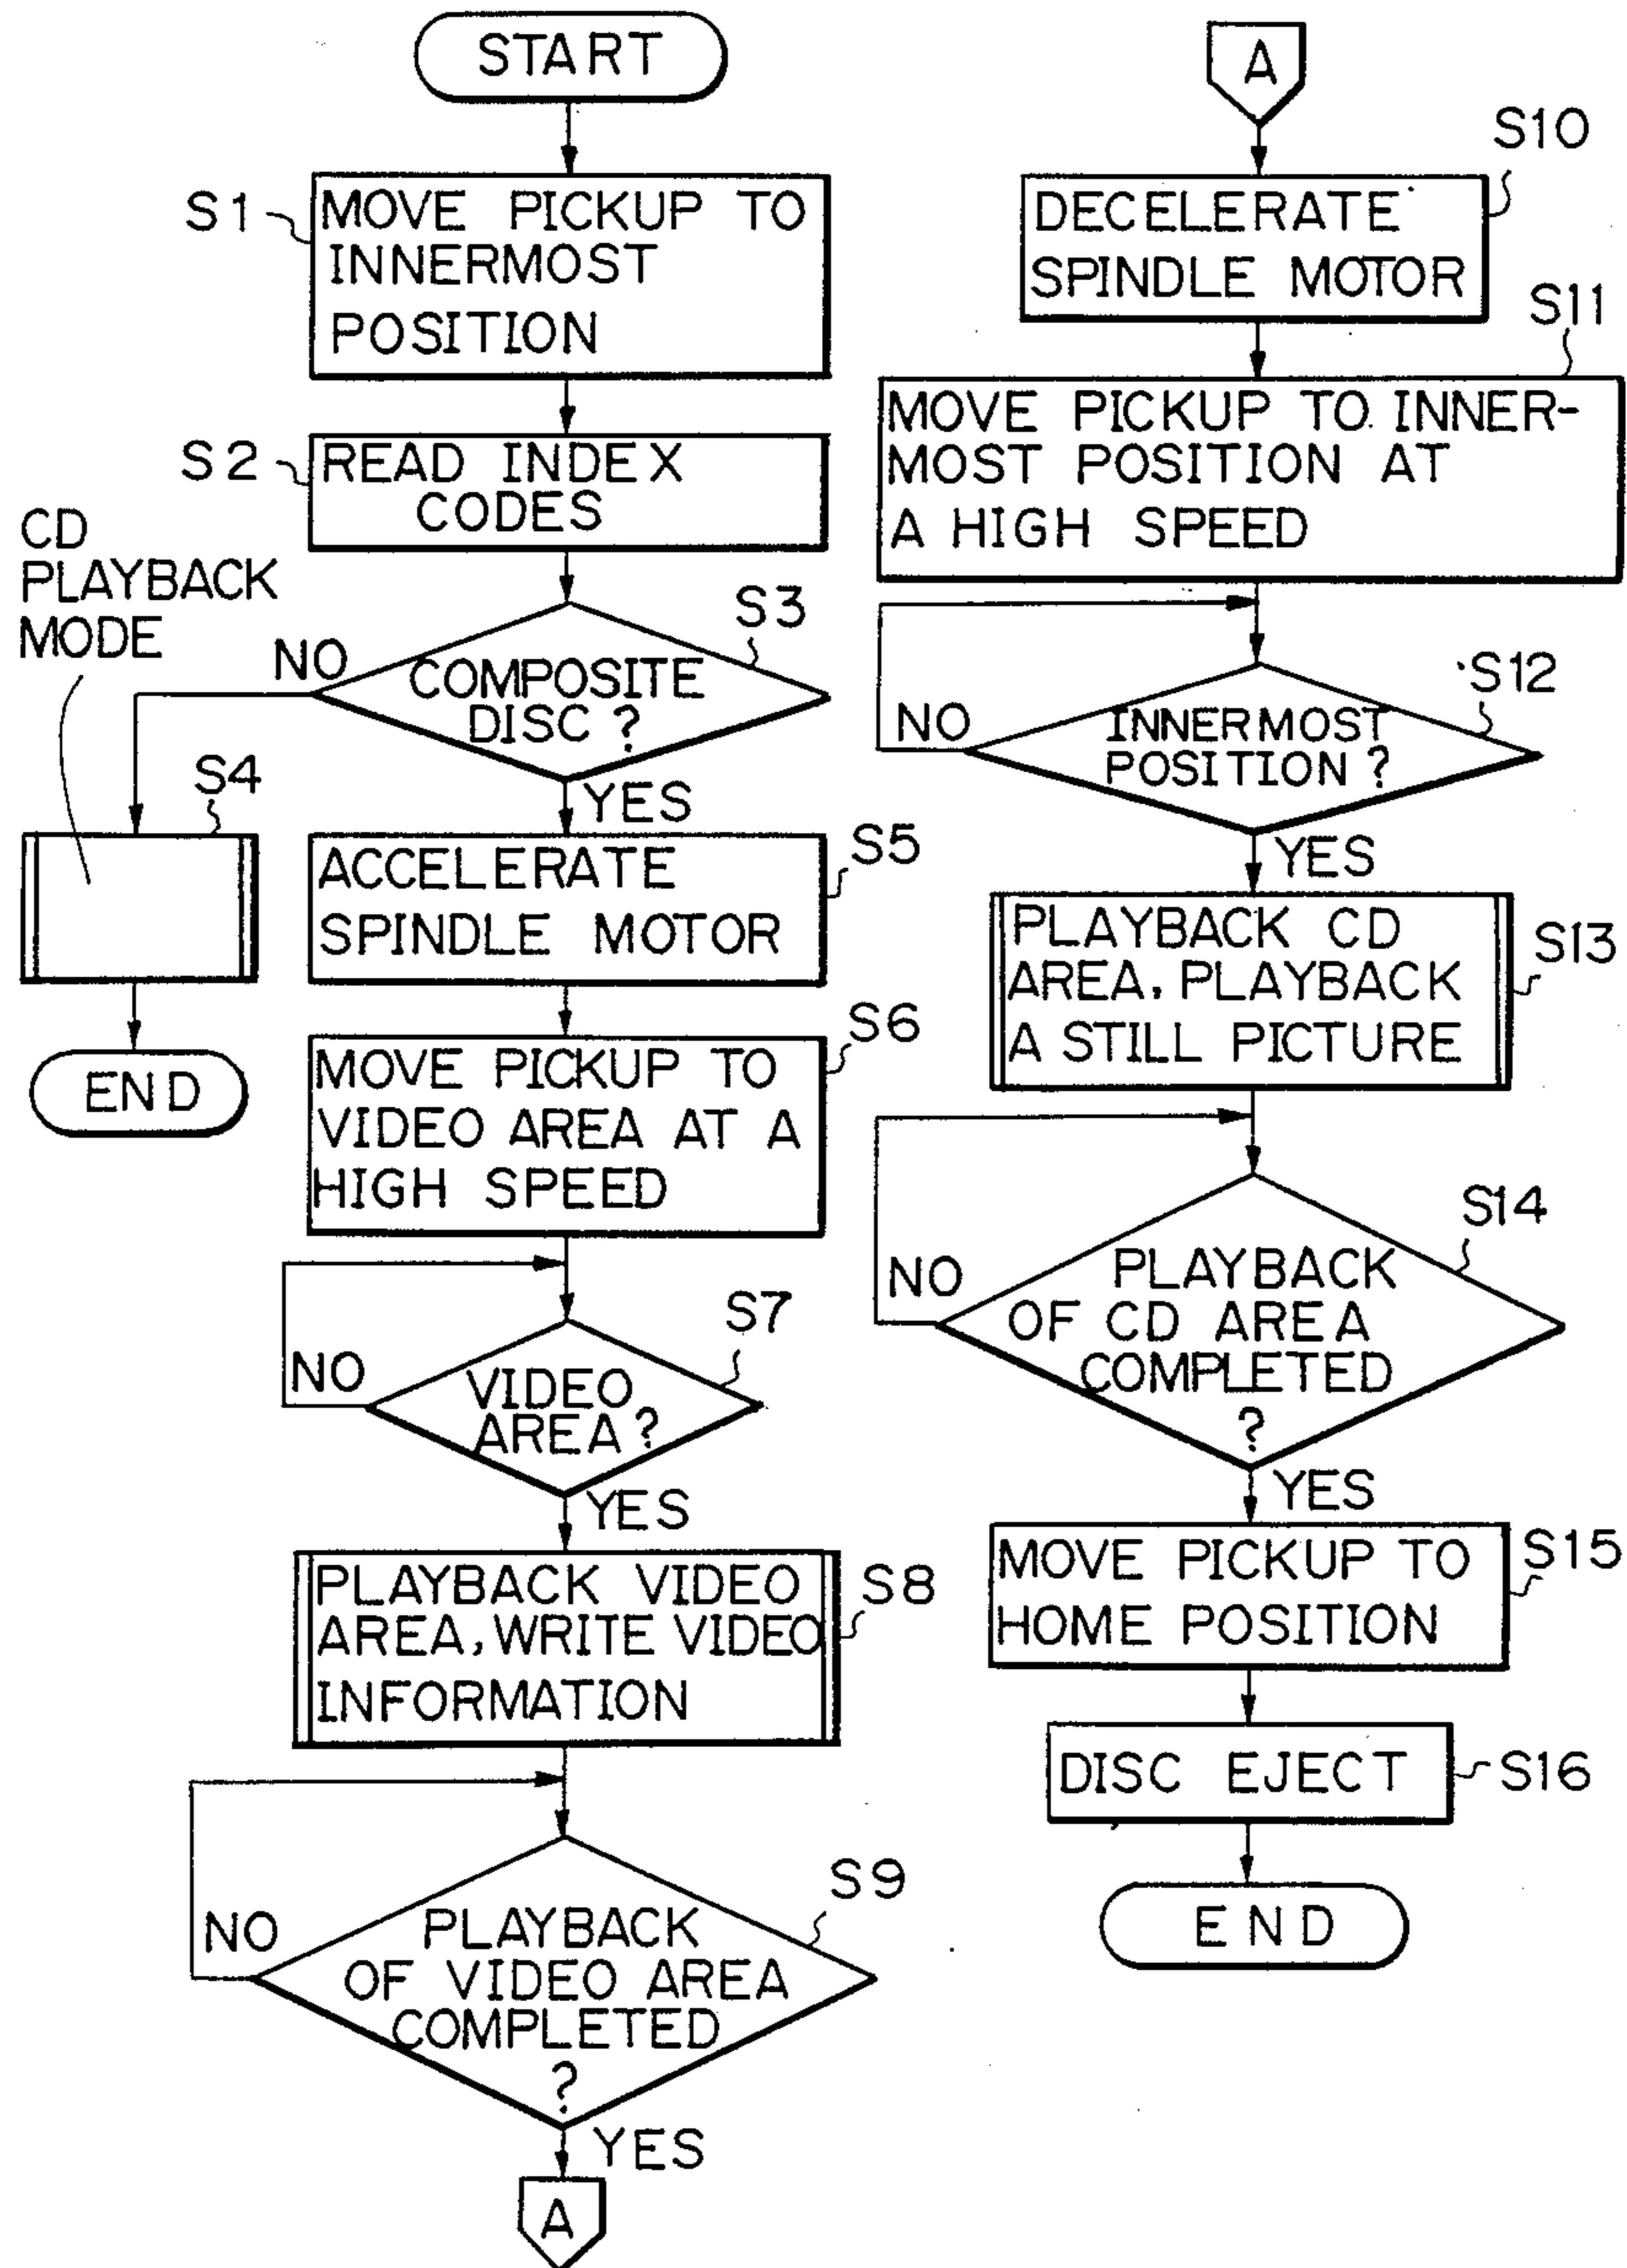 START
S1
MOVE PICKUP TO
INNERMOST
POSITION
S2
READ INDEX
CODES
CD
PLAYBACK
MODE
S3
NO
COMPOSITE
DISC?
YES
S4
END
S5
ACCELERATE
SPINDLE MOTOR
S6
MOVE PICKUP TO
VIDEO AREA AT A
HIGH SPEED
S7
NO
VIDEO
AREA?
YES
S8
PLAYBACK VIDEO
AREA, WRITE VIDEO
INFORMATION
S9
NO
PLAYBACK
OF VIDEO AREA
COMPLETED
?
YES
A
A
S10
DECELERATE
SPINDLE MOTOR
S11
MOVE PICKUP TO INNER-
MOST POSITION AT
A HIGH SPEED
S12
NO
INNERMOST
POSITION?
YES
S13
PLAYBACK CD
AREA, PLAYBACK
A STILL PICTURE
S14
NO
PLAYBACK
OF CD AREA
COMPLETED
?
YES
S15
MOVE PICKUP TO
HOME POSITION
DISC EJECT
S16
END